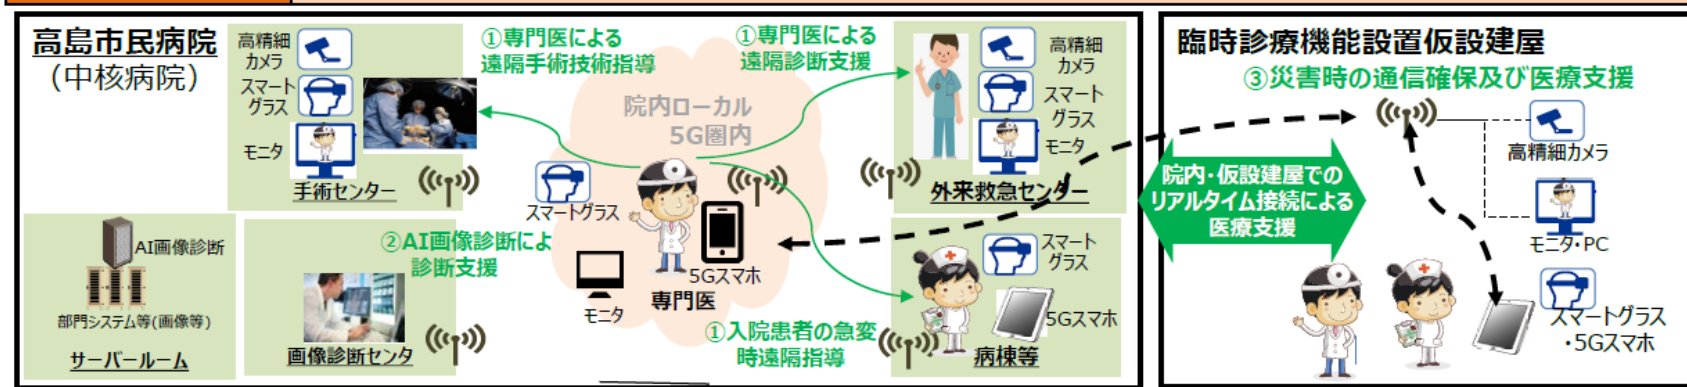 高島市民病院
（中核病院）
高精細
カメラ
スマート
グラス
モニタ
手術センター
①専門医による
遠隔手術技術指導
①専門医による
遠隔診断支援
院内ローカル
5G圏内
スマートグラス
5Gスマホ
専門医
モニタ
高精細
カメラ
スマート
グラス
モニタ
外来救急センター
AI画像診断
部門システム等(画像等)
サーバールーム
②AI画像診断によ
診断支援
画像診断センタ
①入院患者の急変
時遠隔指導
スマート
グラス
5Gスマホ
病棟等
院内・仮設建屋での
リアルタイム接続による
医療支援
臨時診療機能設置仮設建屋
③災害時の通信確保及び医療支援
高精細カメラ
モニタ・PC
スマートグラス
・5Gスマホ